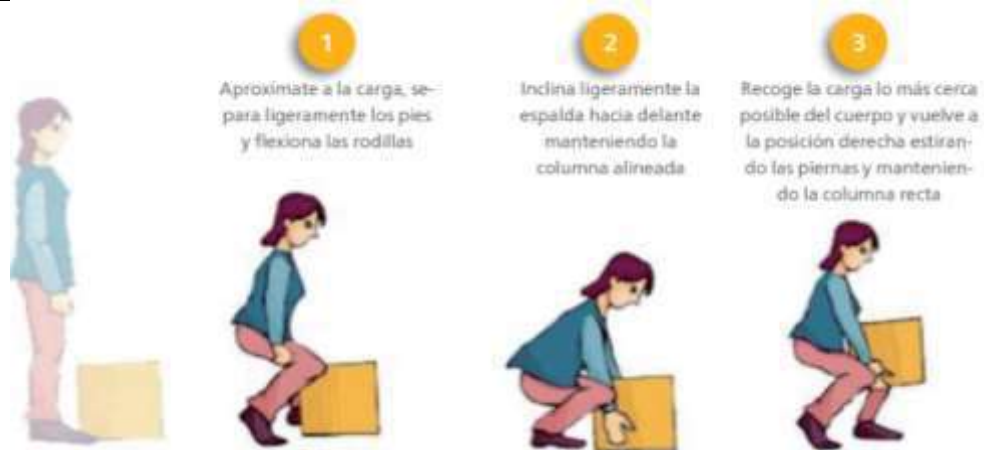 1
Aproximate a la carga, se-
para ligeramente los pies
y flexiona las rodillas
2
Inclina ligeramente la
espalda hacia delante
manteniendo la
columna alineada
3
Recoge la carga lo más cerca
posible del cuerpo y vuelve a
la posición derecha estiran-
do las piernas y mantenien-
do la columna recta